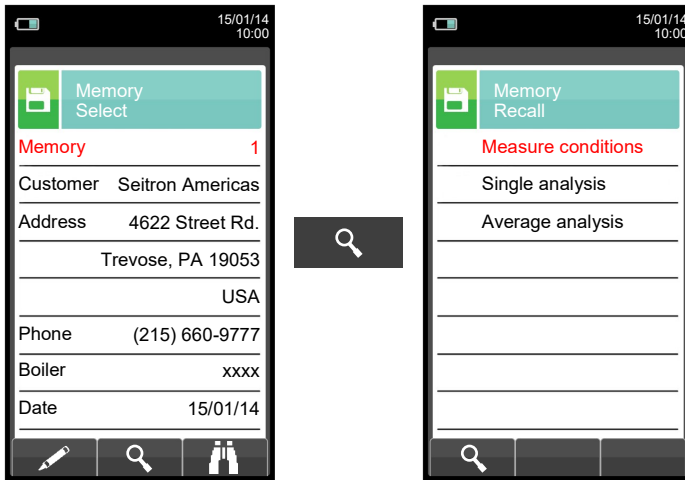 15/01/14
10:00
Memory
Select
Memory 1
Customer Seitron Americas
Address 4622 Street Rd.
Trevose, PA 19053
USA
Phone (215) 660-9777
Boiler xxxx
Date 15/01/14
15/01/14
10:00
Memory
Recall
Measure conditions
Single analysis
Average analysis